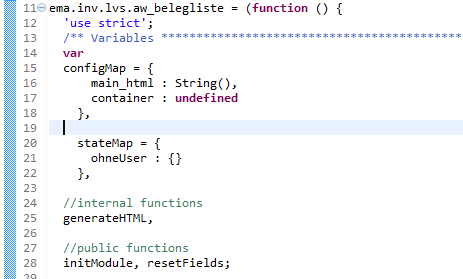 11 ema.inv.lvs.aw_belegliste = (function () {
12 'use strict';
13 /** Variables *******************************************
14 var
15 configMap = {
16 main_html : String(),
17 container : undefined
18 },
19
20 stateMap = {
21 ohneUser : {}
22 },
23
24 //internal functions
25 generateHTML,
26
27 //public functions
28 initModule, resetFields;
29